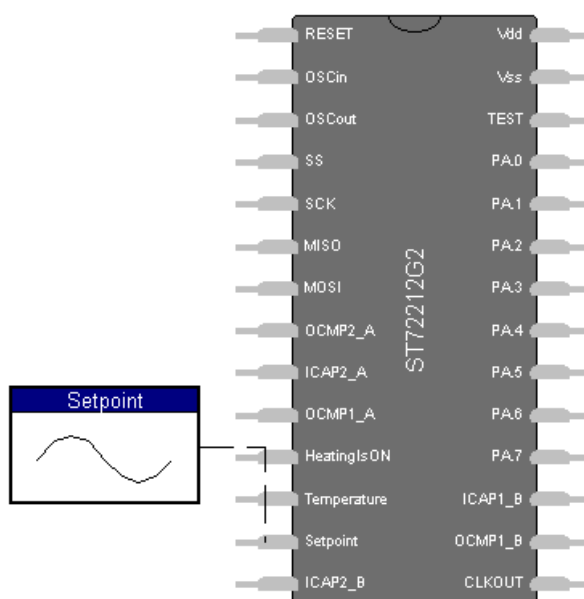 RESET
OSCin
OSCout
SS
SCK
MISO
MOSI
OCMP2_A
ICAP2_A
OCMP1_A
HeatingIsON
Temperature
Setpoint
ICAP2_B
ST72212G2
Vdd
Vss
TEST
PA.0
PA.1
PA.2
PA.3
PA.4
PA.5
PA.6
PA.7
ICAP1_B
OCMP1_B
CLKOUT
Setpoint